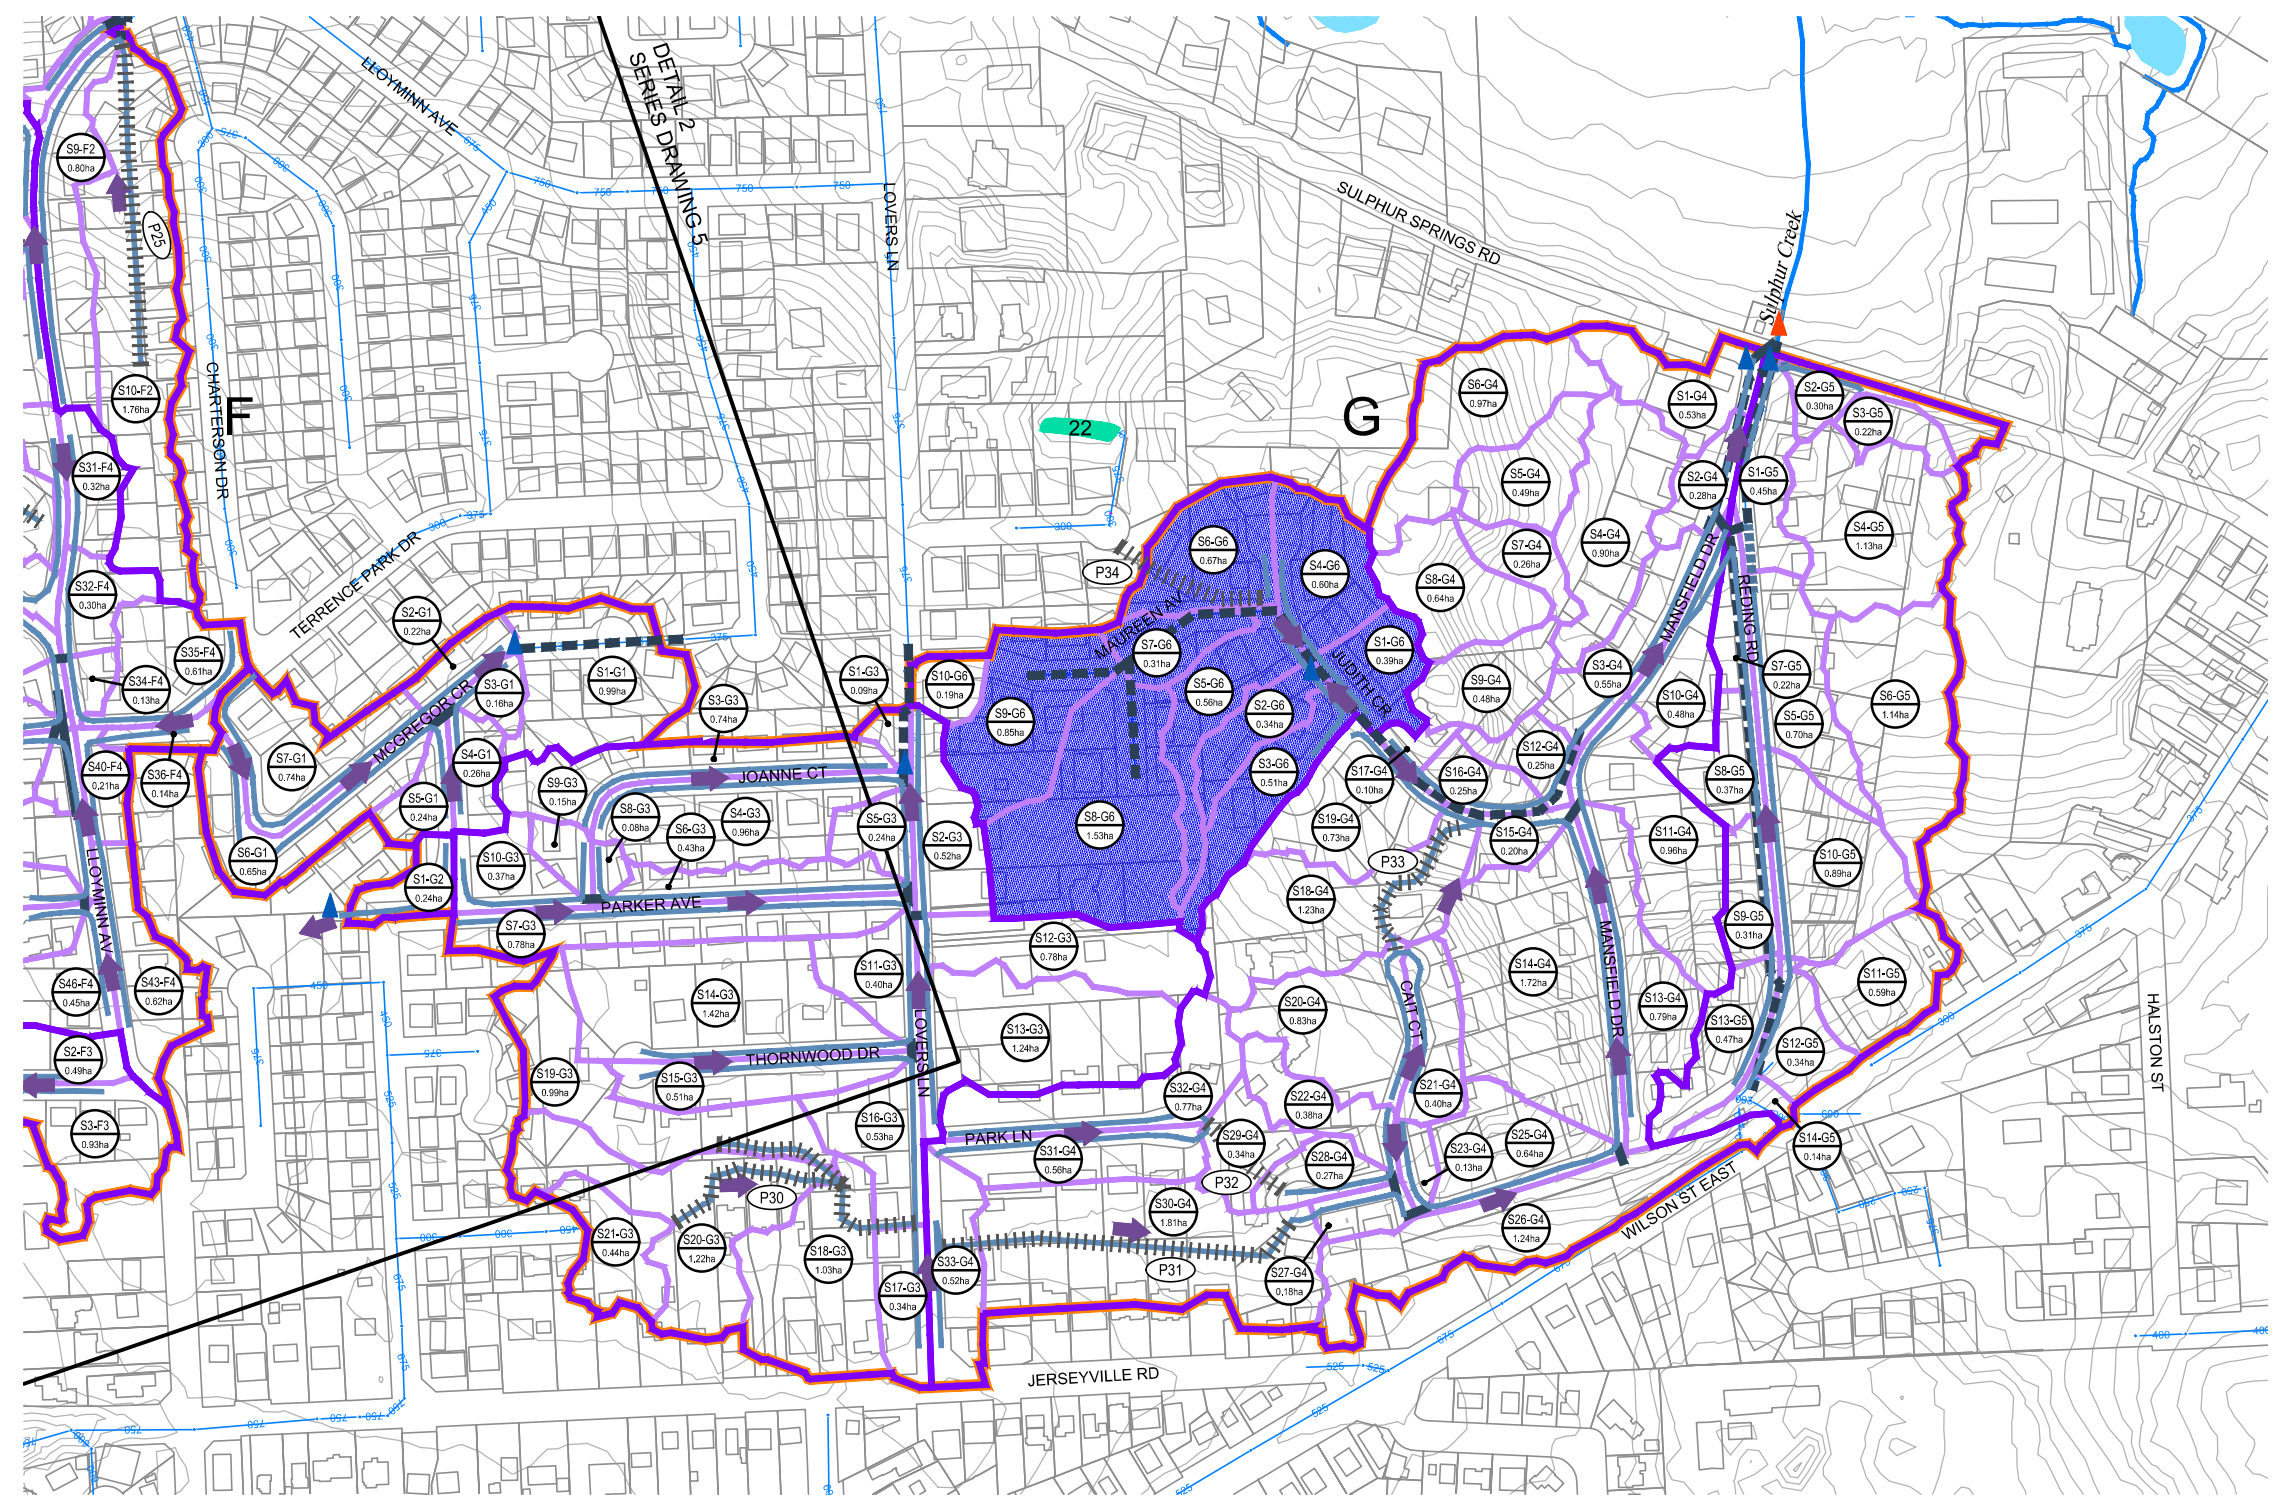 LLOYMINN AVE
DETAIL 2
SERIES DRAWING 5
LOVERS LN
SULPHUR SPRINGS RD
Sulphur Creek
S9-F2
0.80ha
P25
S10-F2
1.76ha
F
CHARTERSON DR
G
22
S31-F4
0.32ha
S32-F4
0.30ha
TERRENCE PARK DR
S2-G1
0.22ha
S35-F4
0.61ha
S34-F4
0.13ha
S3-G1
0.16ha
S1-G1
0.99ha
MCGREGOR CR
S3-G3
0.74ha
S1-G3
0.09ha
S10-G6
0.19ha
S40-F4
0.21ha
S36-F4
0.14ha
S7-G1
0.74ha
S4-G1
0.26ha
S5-G1
0.24ha
S6-G1
0.65ha
S1-G2
0.24ha
LLOYMINN AV
S9-G3
0.15ha
S8-G3
0.08ha
S6-G3
0.43ha
S4-G3
0.96ha
JOANNE CT
S5-G3
0.24ha
S2-G3
0.52ha
S10-G3
0.37ha
PARKER AVE
S7-G3
0.78ha
P34
S6-G6
0.67ha
S4-G6
0.60ha
MAUREEN AV
S7-G6
0.31ha
S1-G6
0.39ha
S5-G6
0.56ha
S2-G6
0.34ha
S9-G6
0.85ha
JUDITH CR
S3-G6
0.51ha
S8-G6
1.53ha
S6-G4
0.97ha
S1-G4
0.53ha
S2-G5
0.30ha
S3-G5
0.22ha
S5-G4
0.49ha
S2-G4
0.28ha
S1-G5
0.45ha
S7-G4
0.26ha
S4-G4
0.90ha
S4-G5
1.13ha
S8-G4
0.64ha
MANSFIELD DR
REDING RD
S9-G4
0.48ha
S3-G4
0.55ha
S10-G4
0.48ha
S7-G5
0.22ha
S6-G5
1.14ha
S5-G5
0.70ha
S12-G4
0.25ha
S17-G4
0.10ha
S16-G4
0.25ha
S8-G5
0.37ha
S19-G4
0.73ha
S15-G4
0.20ha
S11-G4
0.96ha
S10-G5
0.89ha
P33
S18-G4
1.23ha
S9-G5
0.31ha
MANSFIELD DR
S46-F4
0.45ha
S43-F4
0.62ha
S2-F3
0.49ha
S3-F3
0.93ha
S12-G3
0.78ha
S11-G3
0.40ha
S14-G3
1.42ha
S13-G3
1.24ha
THORNWOOD DR
LOVERS LN
S19-G3
0.99ha
S15-G3
0.51ha
S16-G3
0.53ha
PARK LN
S31-G4
0.56ha
S32-G4
0.77ha
S20-G4
0.83ha
S14-G4
1.72ha
CAIT CT
S22-G4
0.38ha
S21-G4
0.40ha
S13-G4
0.79ha
S13-G5
0.47ha
S11-G5
0.59ha
S12-G5
0.34ha
HALSTON ST
S29-G4
0.34ha
S28-G4
0.27ha
S23-G4
0.13ha
S25-G4
0.64ha
S14-G5
0.14ha
P32
P30
S30-G4
1.81ha
S26-G4
1.24ha
WILSON ST EAST
S21-G3
0.44ha
S20-G3
1.22ha
S18-G3
1.03ha
S33-G4
0.52ha
S17-G3
0.34ha
P31
S27-G4
0.18ha
JERSEYVILLE RD